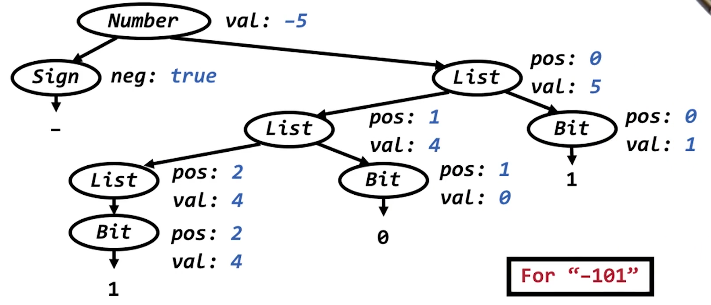 Number val: –5
Sign neg: true
–
List pos: 0
val: 5
List pos: 1
val: 4
Bit pos: 0
val: 1
1
List pos: 2
val: 4
Bit pos: 1
val: 0
0
Bit pos: 2
val: 4
1
For “–101”